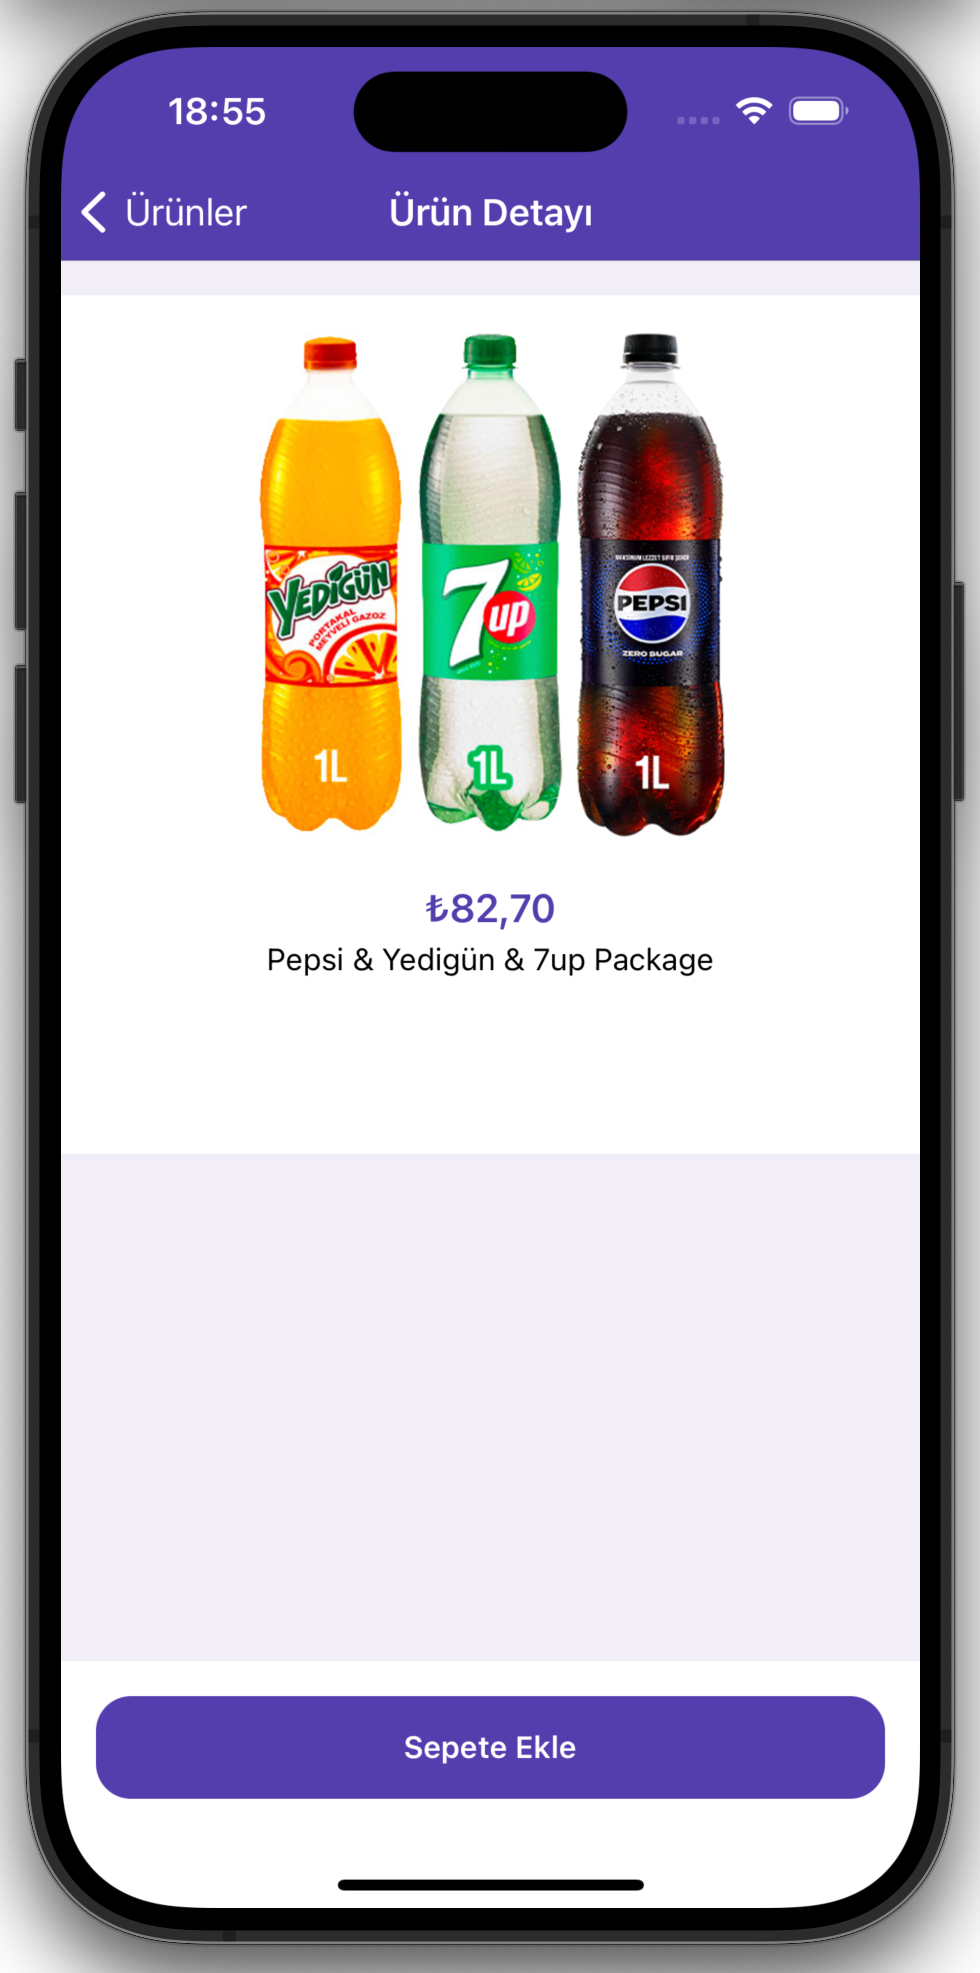 18:55
Ürünler
Ürün Detayı
YEDİGÜN
PORTAKAL
MEYVELİ GAZOZ
1L
7up
1L
MAKSİMUM LEZZET SIFIR ŞEKER
PEPSI
ZERO SUGAR
1L
₺82,70
Pepsi & Yedigün & 7up Package
Sepete Ekle